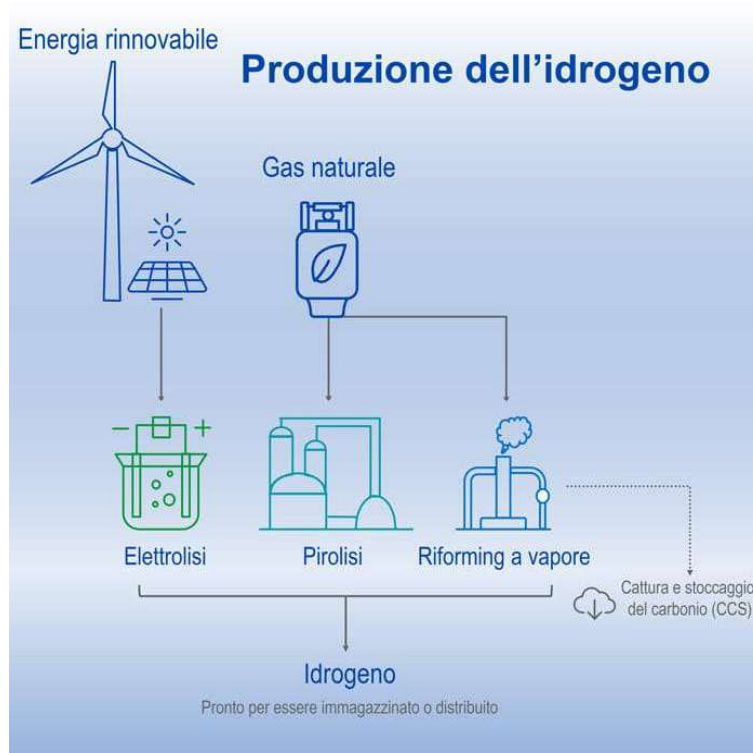 Energia rinnovabile
Produzione dell’idrogeno
Gas naturale
− +
Elettrolisi
Pirolisi
Riforming a vapore
Cattura e stoccaggio
del carbonio (CCS)
Idrogeno
Pronto per essere immagazzinato o distribuito